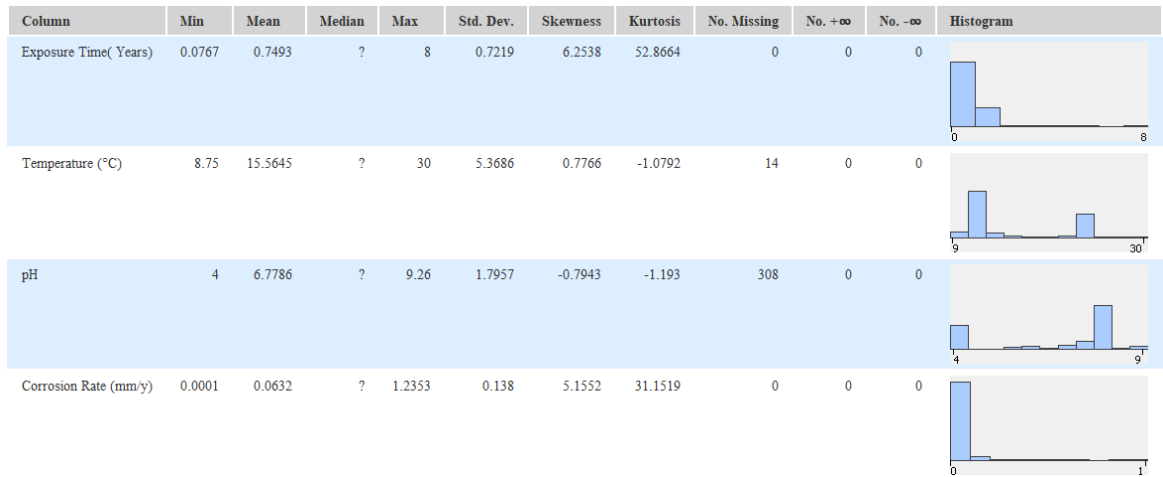 Column Min Mean Median Max Std. Dev. Skewness Kurtosis No. Missing No. +∞ No. -∞ Histogram
Exposure Time( Years) 0.0767 0.7493 ? 8 0.7219 6.2538 52.8664 0 0 0
0 8
Temperature (°C) 8.75 15.5645 ? 30 5.3686 0.7766 -1.0792 14 0 0
9 30
pH 4 6.7786 ? 9.26 1.7957 -0.7943 -1.193 308 0 0
4 9
Corrosion Rate (mm/y) 0.0001 0.0632 ? 1.2353 0.138 5.1552 31.1519 0 0 0
0 1